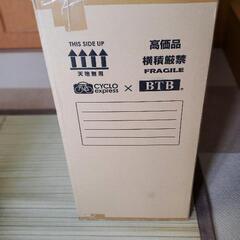 THIS SIDE UP
天地無用
高価品
横積厳禁
FRAGILE
CYCLO express × BTB